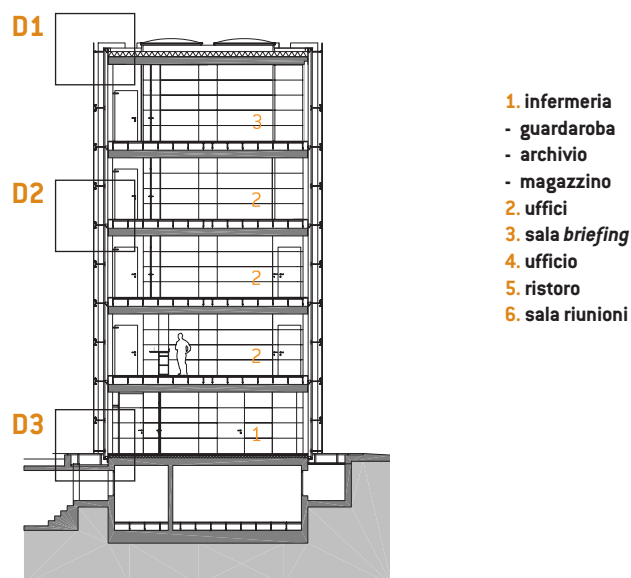 D1
3
D2
2
2
2
D3
1
1. infermeria
- guardaroba
- archivio
- magazzino
2. uffici
3. sala briefing
4. ufficio
5. ristoro
6. sala riunioni